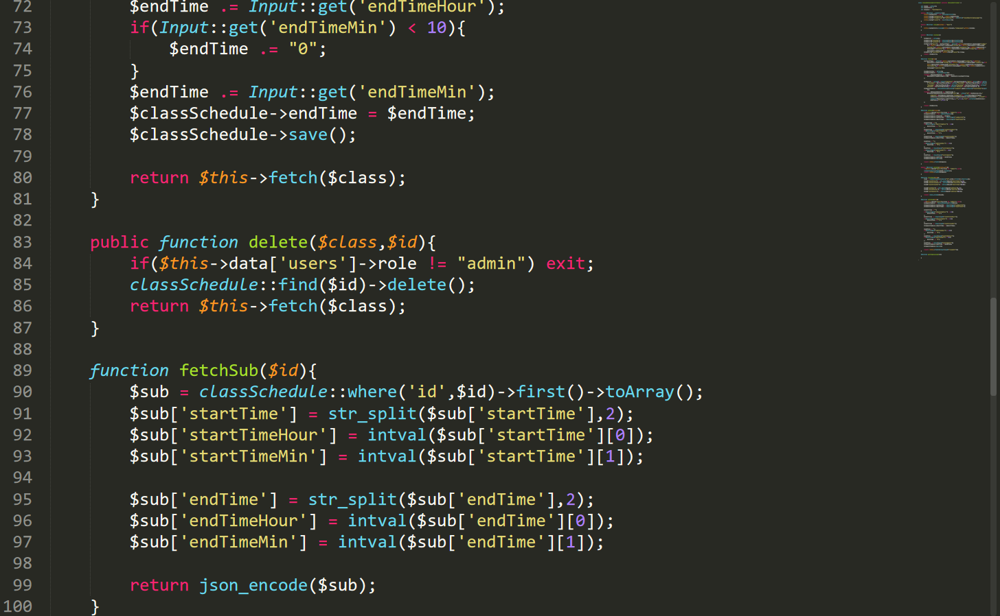 72 $endTime .= Input::get('endTimeHour');
73 if(Input::get('endTimeMin') < 10){
74 $endTime .= "0";
75 }
76 $endTime .= Input::get('endTimeMin');
77 $classSchedule->endTime = $endTime;
78 $classSchedule->save();
79
80 return $this->fetch($class);
81 }
82
83 public function delete($class,$id){
84 if($this->data['users']->role != "admin") exit;
85 classSchedule::find($id)->delete();
86 return $this->fetch($class);
87 }
88
89 function fetchSub($id){
90 $sub = classSchedule::where('id',$id)->first()->toArray();
91 $sub['startTime'] = str_split($sub['startTime'],2);
92 $sub['startTimeHour'] = intval($sub['startTime'][0]);
93 $sub['startTimeMin'] = intval($sub['startTime'][1]);
94
95 $sub['endTime'] = str_split($sub['endTime'],2);
96 $sub['endTimeHour'] = intval($sub['endTime'][0]);
97 $sub['endTimeMin'] = intval($sub['endTime'][1]);
98
99 return json_encode($sub);
100 }